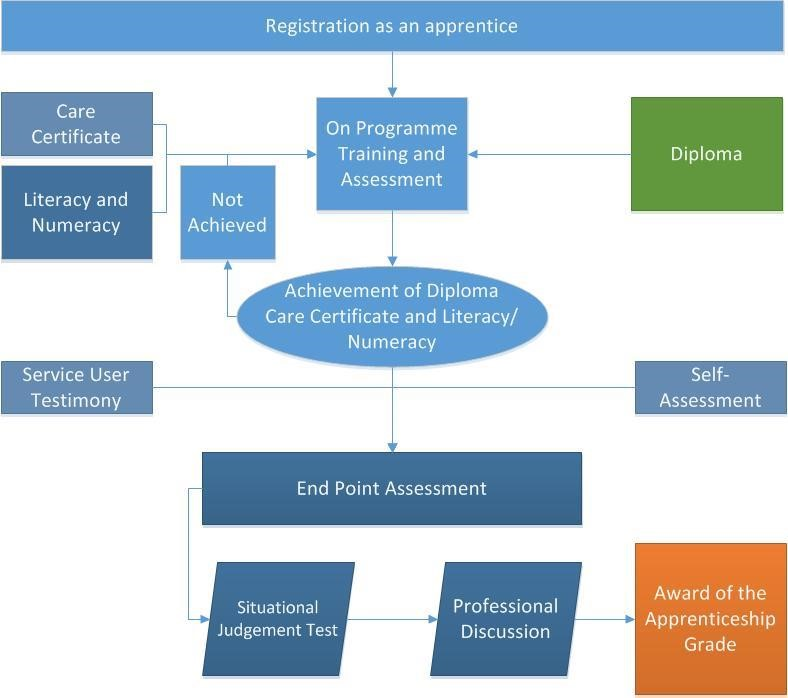 Registration as an apprentice
Care
Certificate
On Programme
Training and
Assessment
Diploma
Literacy and
Numeracy
Not
Achieved
Achievement of Diploma
Care Certificate and Literacy/
Numeracy
Service User
Testimony
Self-
Assessment
End Point Assessment
Situational
Judgement Test
Professional
Discussion
Award of the
Apprenticeship
Grade